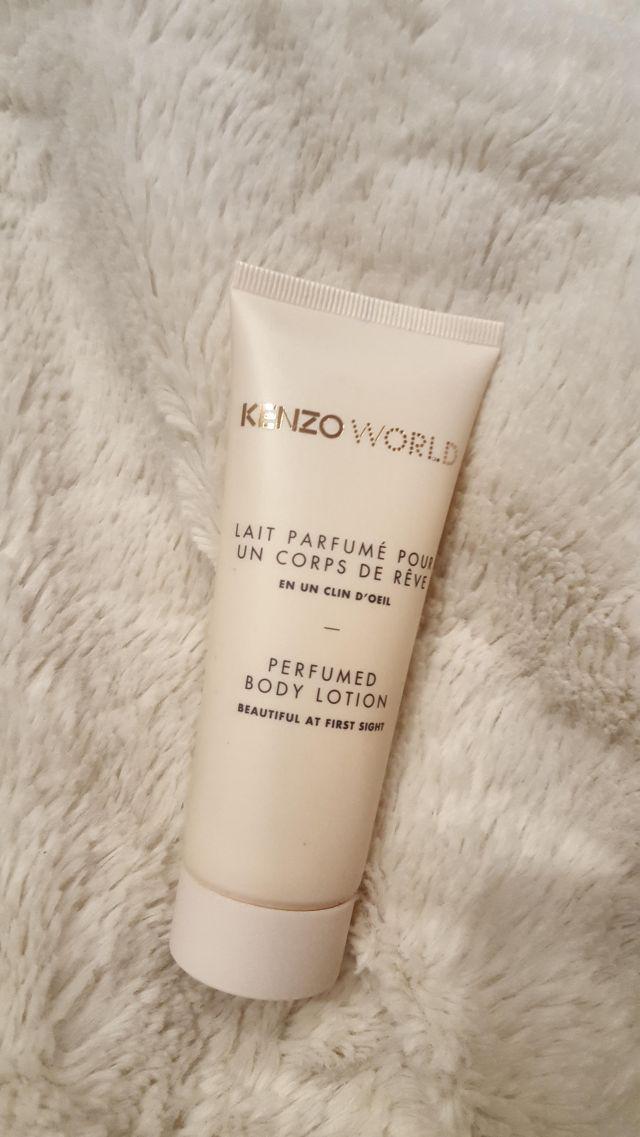 KENZO WORLD
LAIT PARFUMÉ POUR
UN CORPS DE RÊVE
EN UN CLIN D'OEIL
—
PERFUMED
BODY LOTION
BEAUTIFUL AT FIRST SIGHT